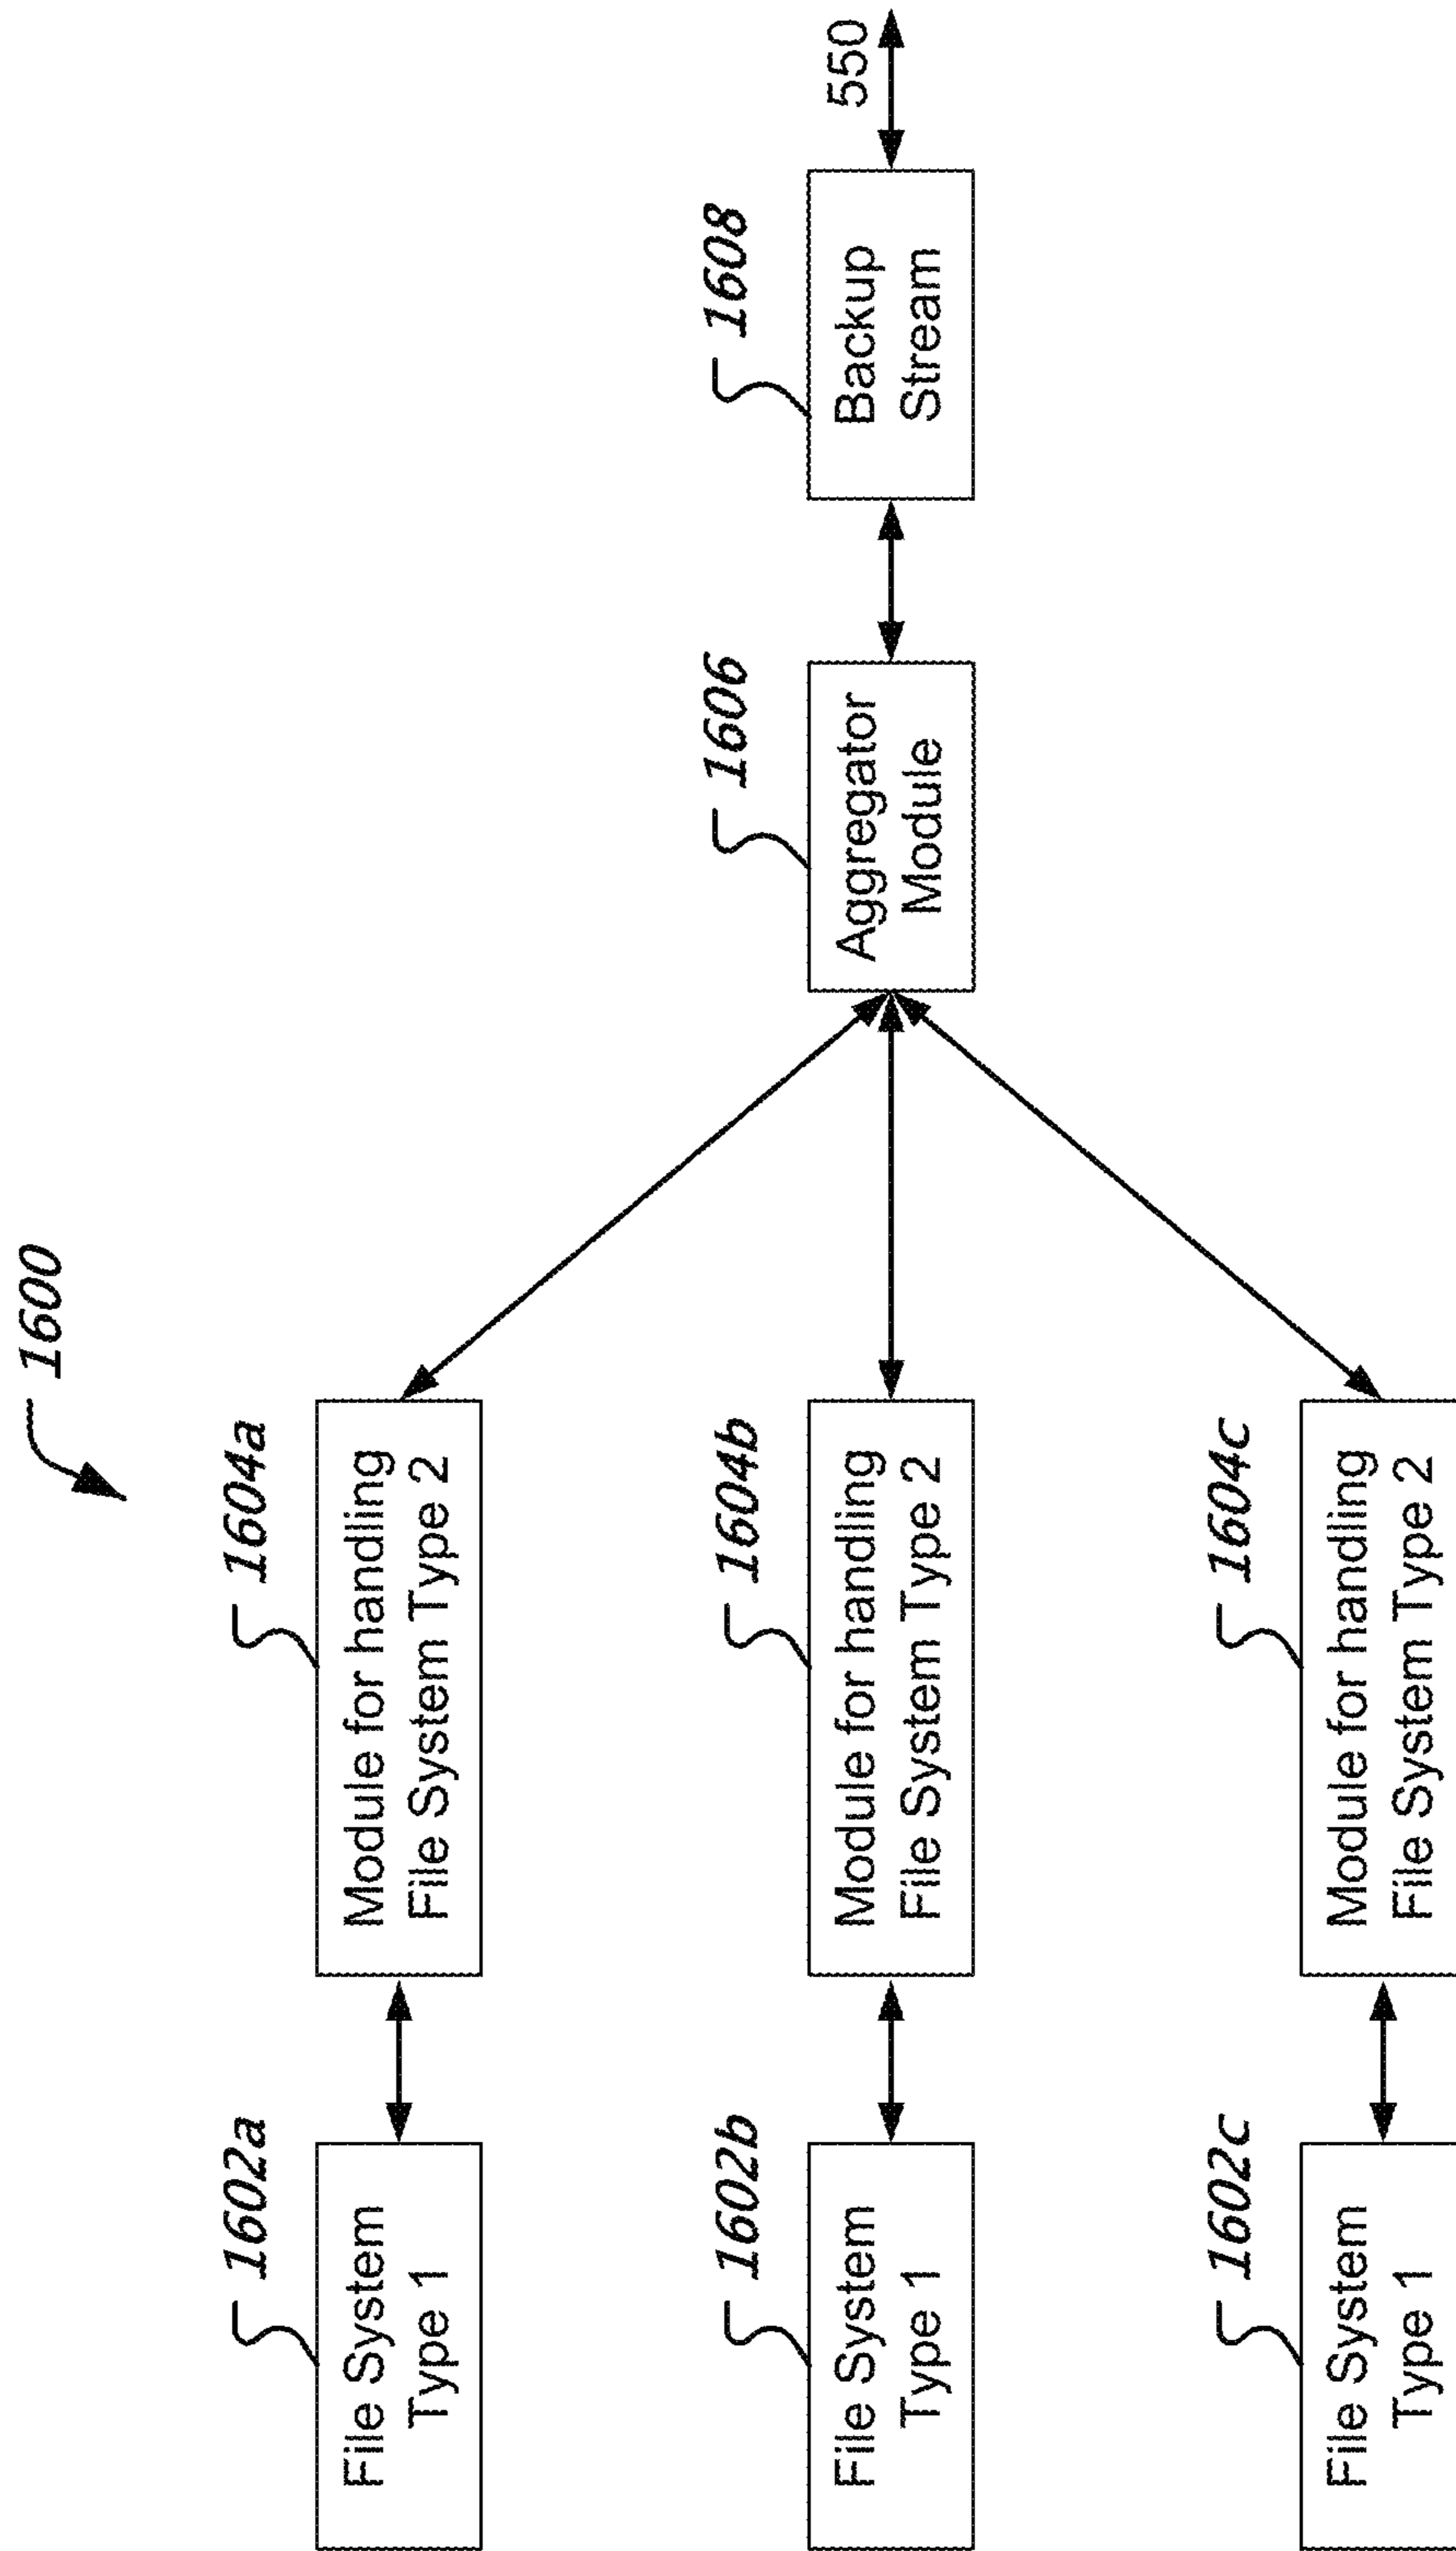 1600
1602a
File System
Type 1
1604a
Module for handling
File System Type 2
1602b
File System
Type 1
1604b
Module for handling
File System Type 2
1606
Aggregator
Module
1608
Backup
Stream
550
1602c
File System
Type 1
1604c
Module for handling
File System Type 2